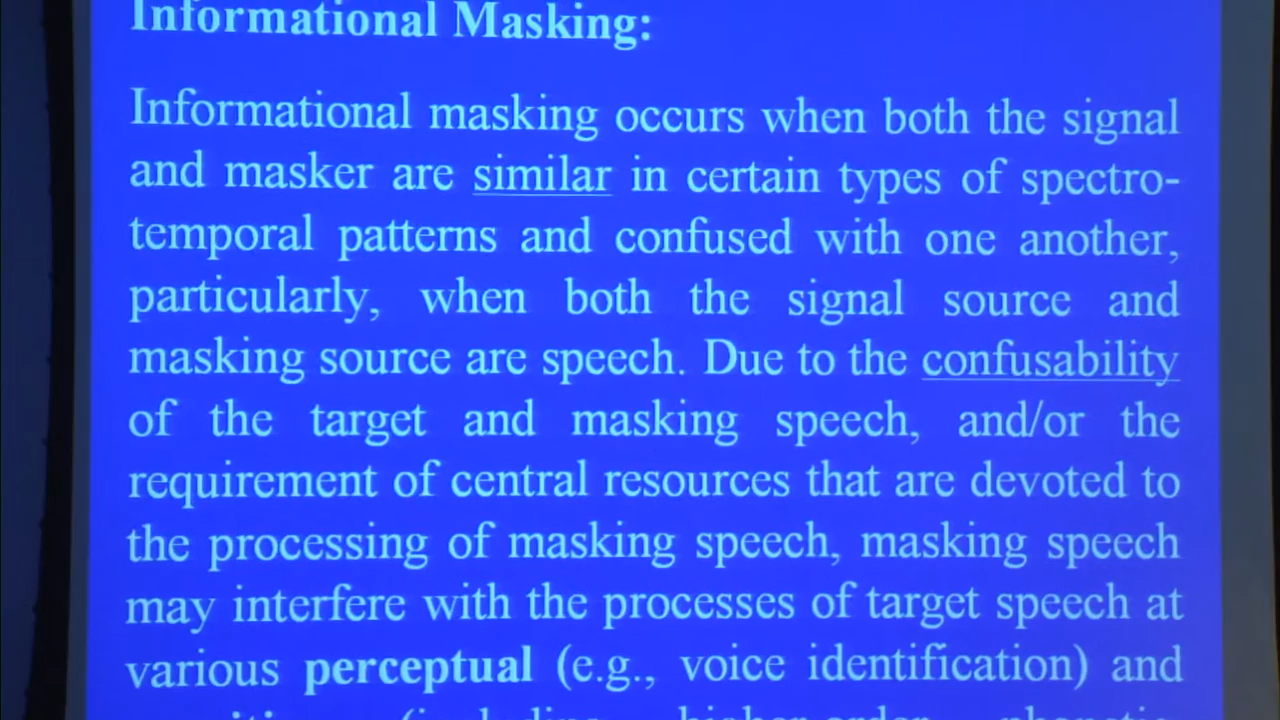 Informational Masking:
Informational masking occurs when both the signal
and masker are similar in certain types of spectro-
temporal patterns and confused with one another,
particularly, when both the signal source and
masking source are speech. Due to the confusability
of the target and masking speech, and/or the
requirement of central resources that are devoted to
the processing of masking speech, masking speech
may interfere with the processes of target speech at
various perceptual (e.g., voice identification) and